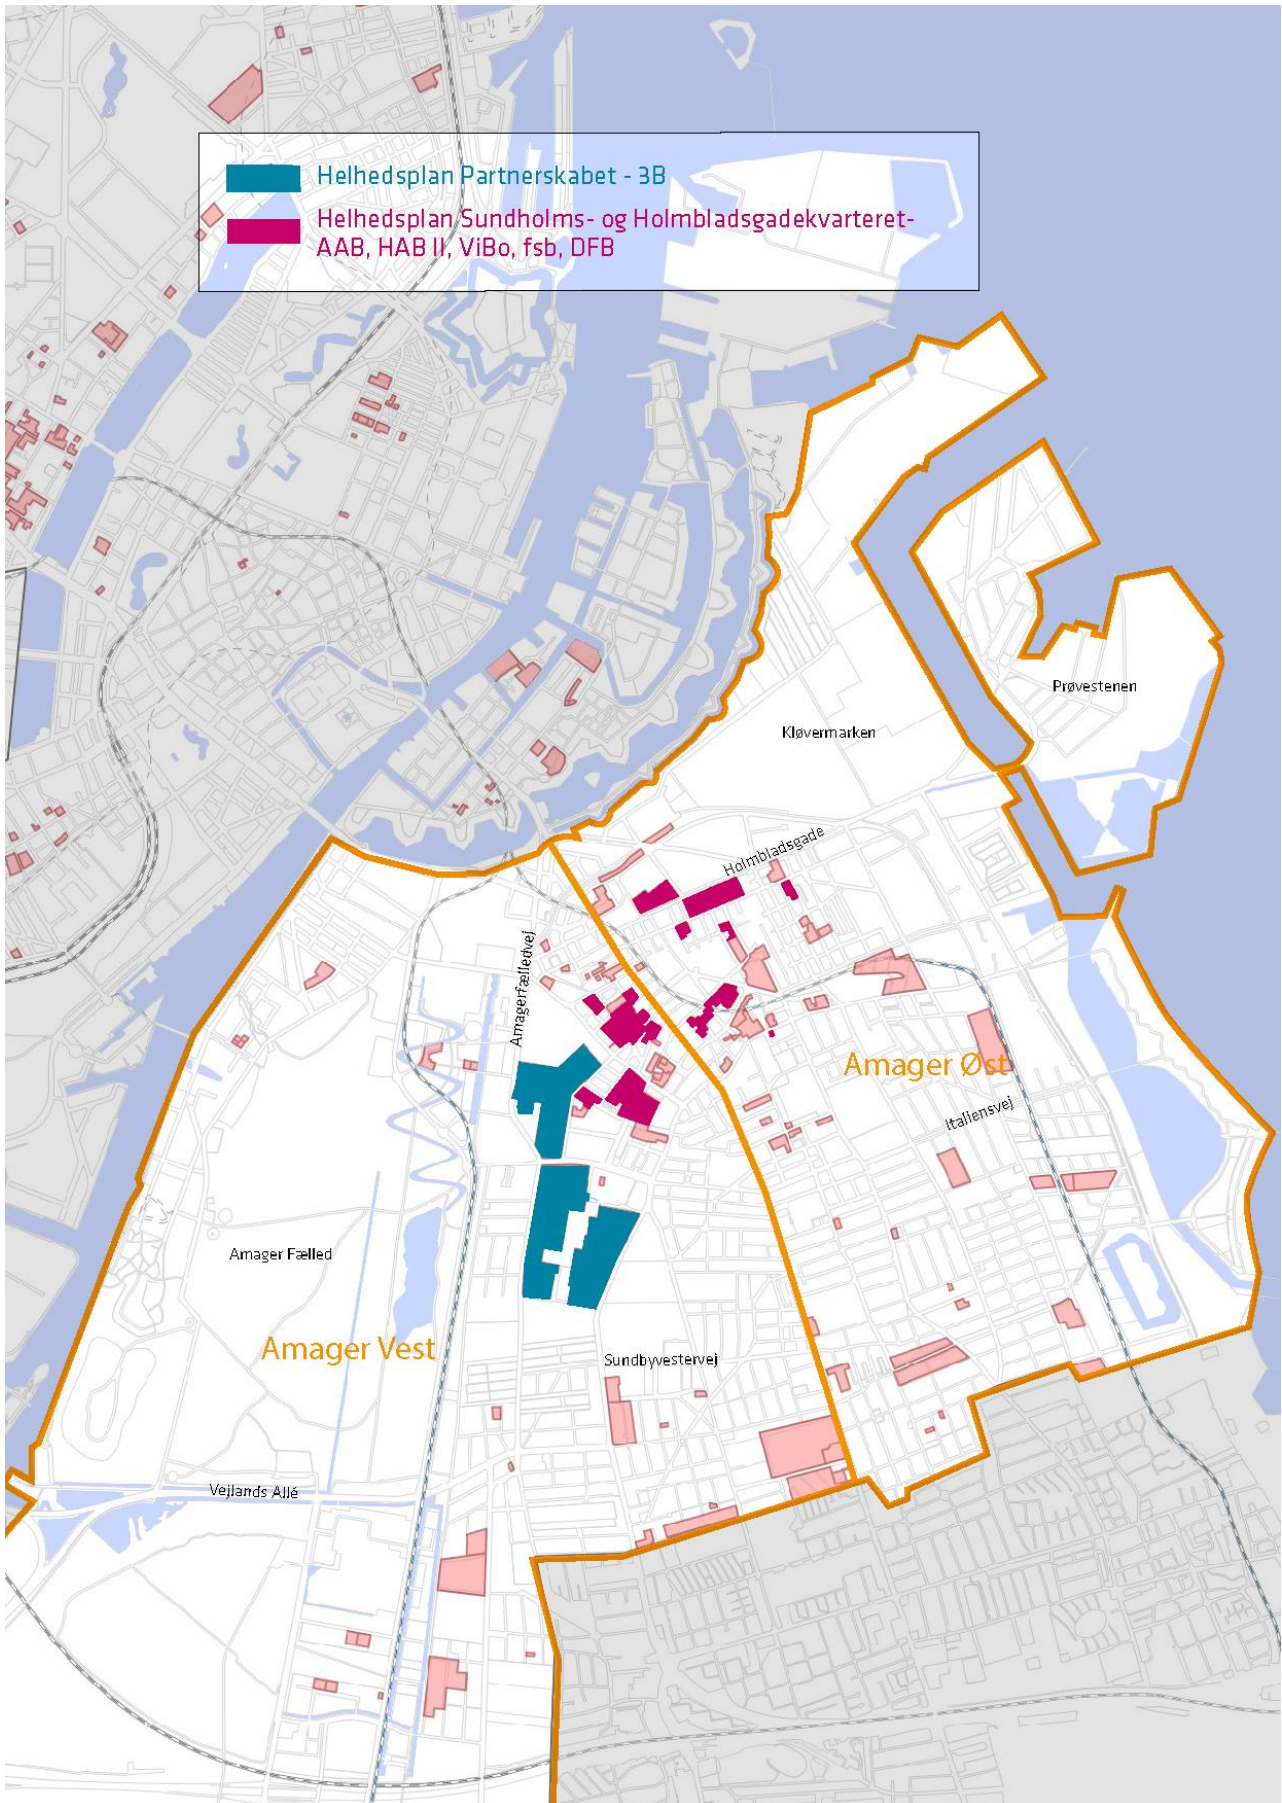 Helhedsplan Partnerskabet - 3B
Helhedsplan Sundholms- og Holmbladsgadekvarteret-
AAB, HAB II, ViBo, fsb, DFB
Prøvestenen
Kløvermarken
Holmbladsgade
Amagerfælledvej
Amager Øst
Italiensvej
Amager Fælled
Amager Vest
Sundbyvestervej
Vejlands Allé